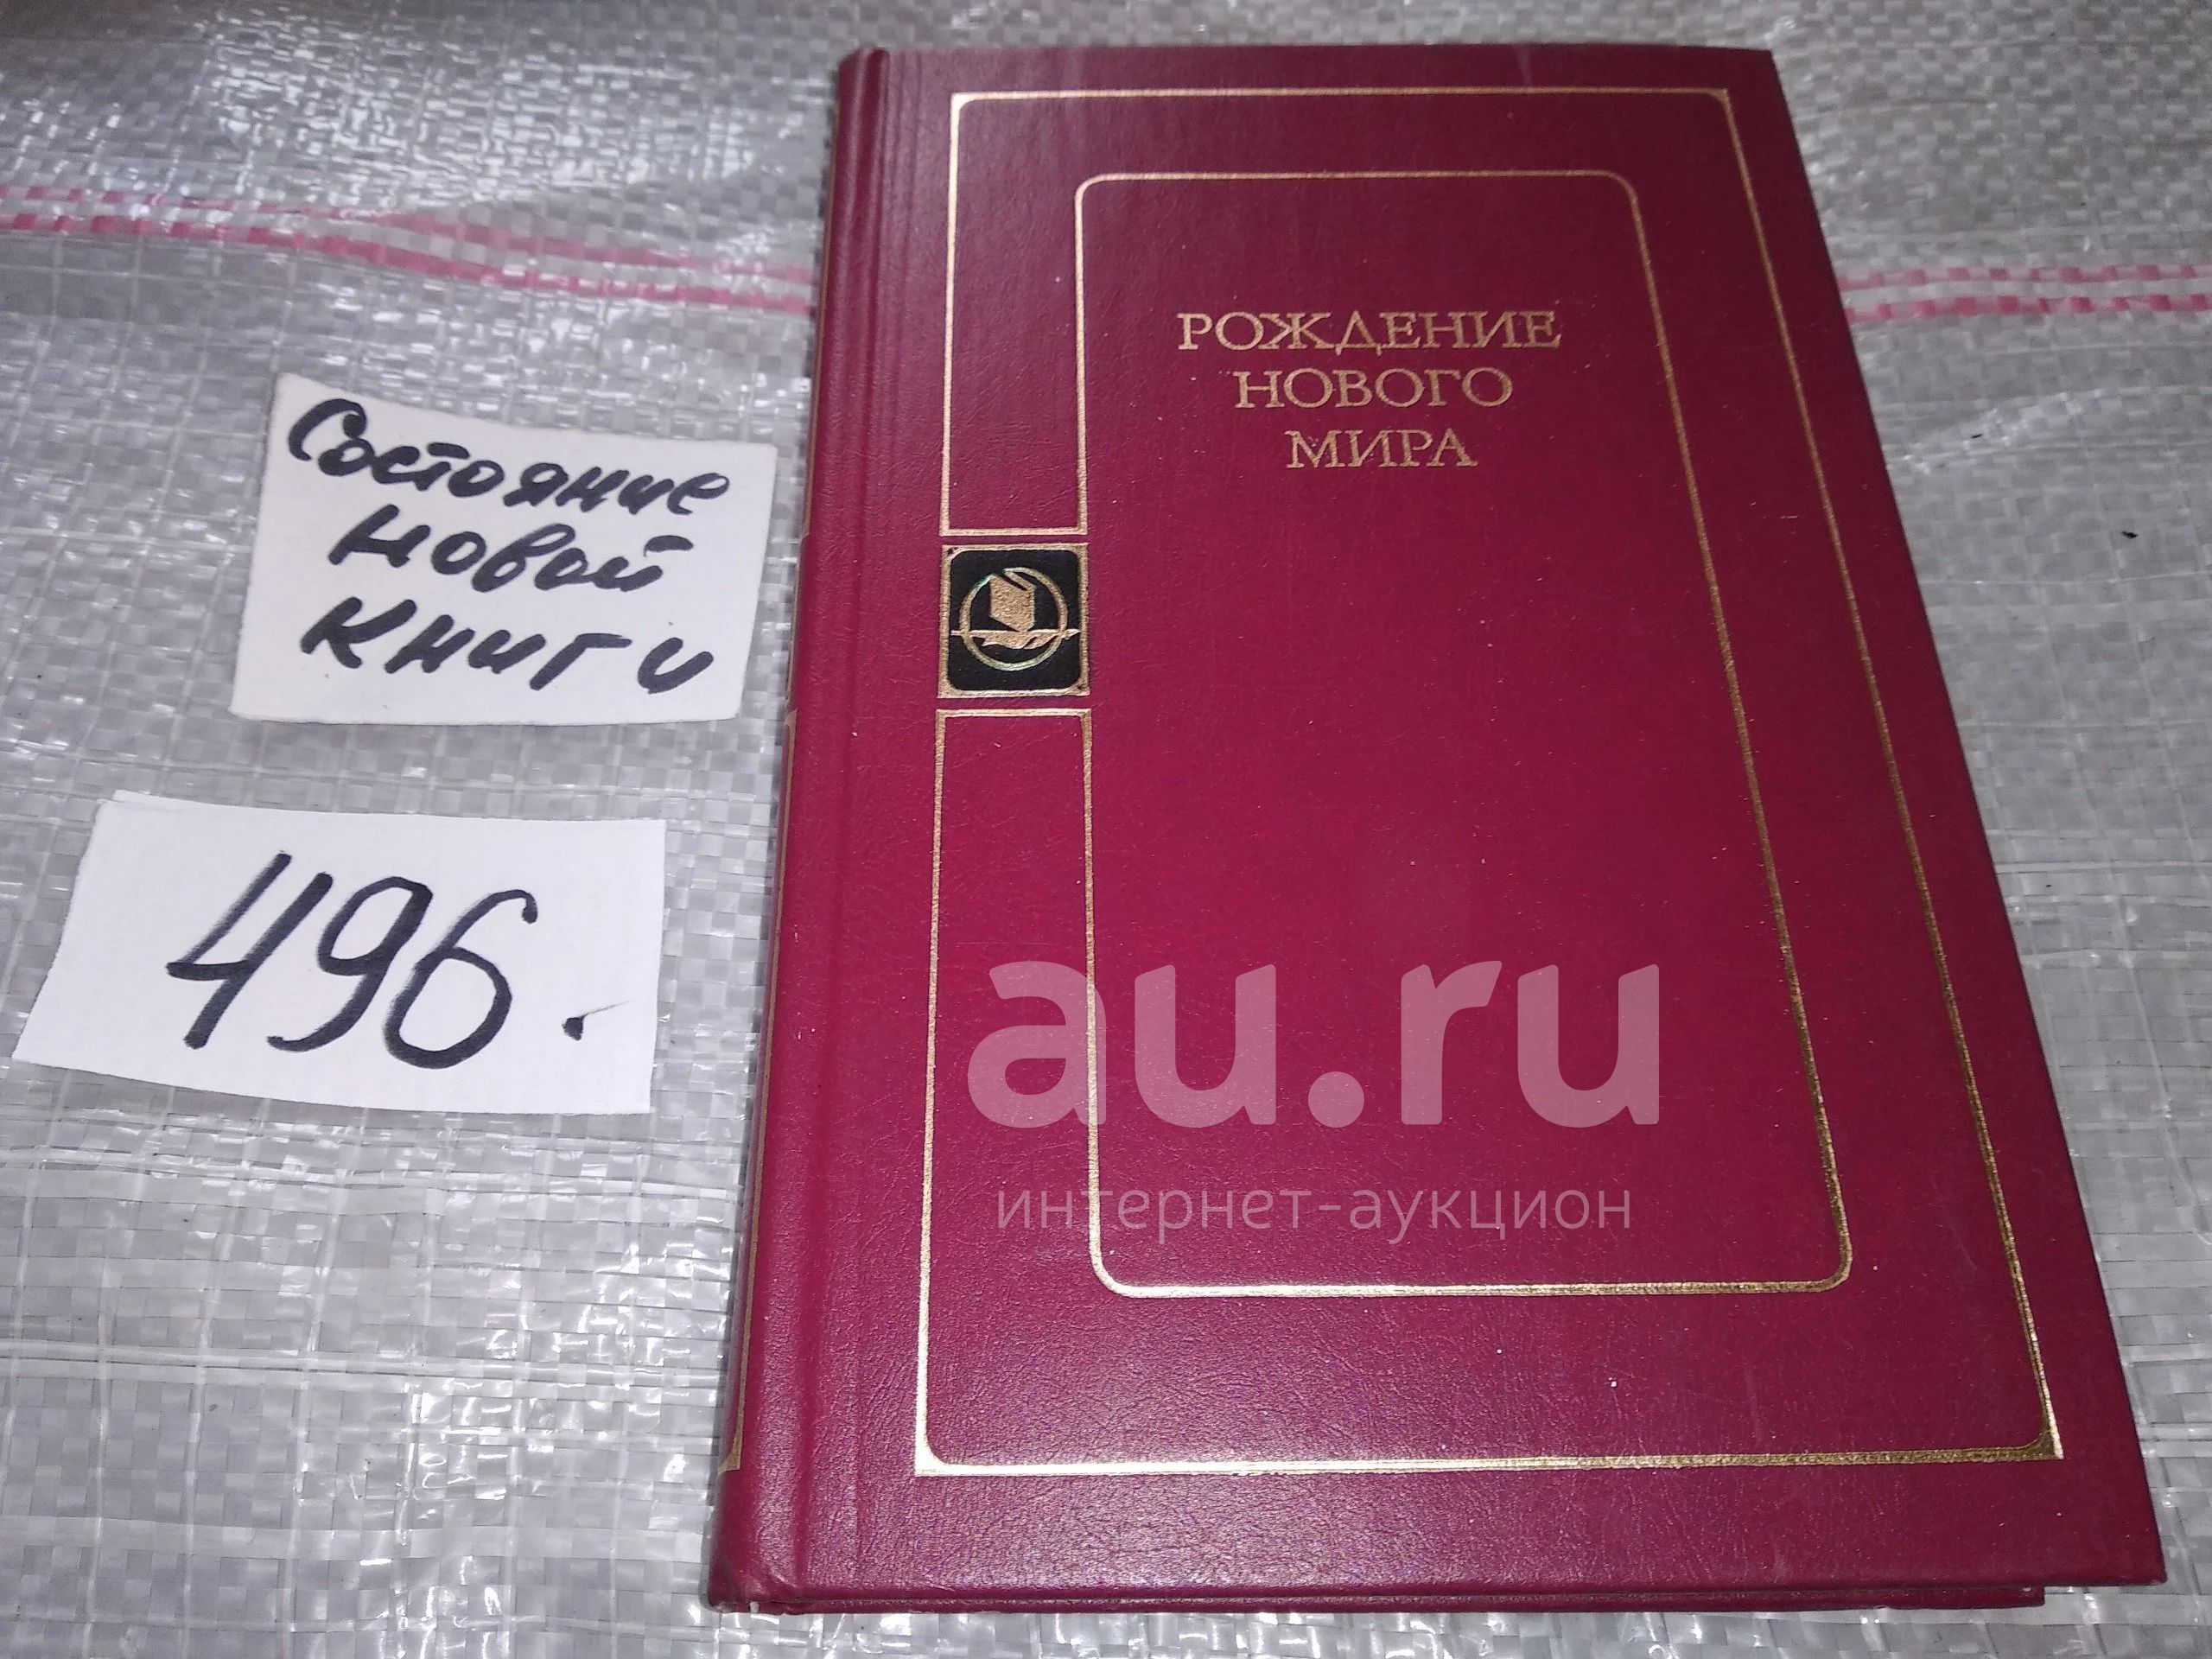 Состояние
новой
книги
496.
РОЖДЕНИЕ
НОВОГО
МИРА
au.ru
интернет-аукцион